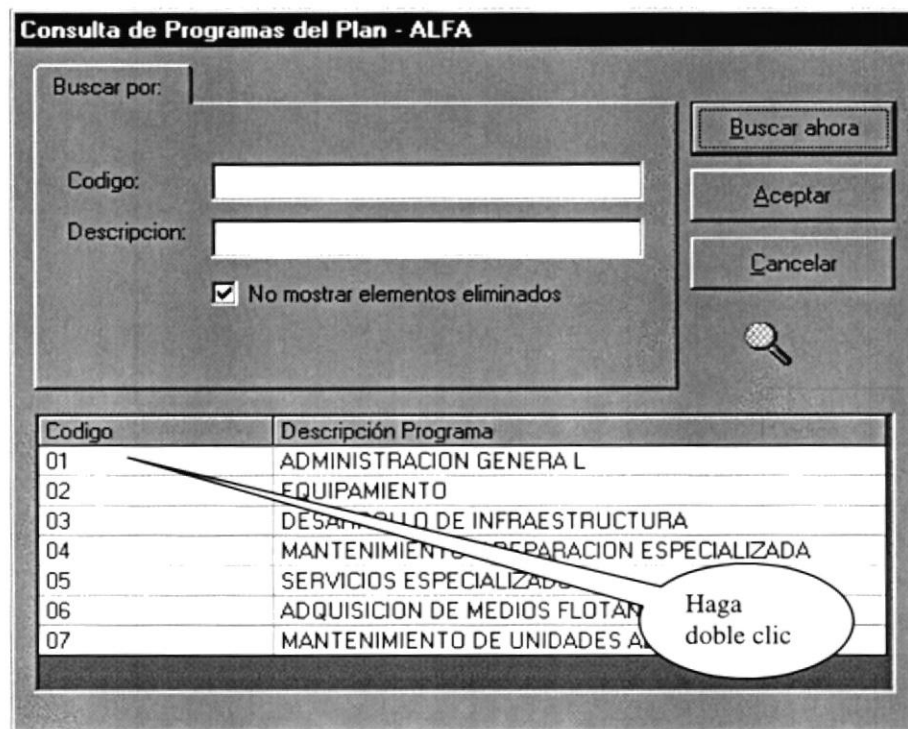 Consulta de Programas del Plan - ALFA
Buscar por:
Codigo:
Descripcion:
No mostrar elementos eliminados
Buscar ahora
Aceptar
Cancelar
Codigo Descripción Programa
01 ADMINISTRACION GENERA L
02 EQUIPAMIENTO
03 DESARROLLO DE INFRAESTRUCTURA
04 MANTENIMIENTO REPARACION ESPECIALIZADA
05 SERVICIOS
06 ADQUISICION DE MEDIOS
07 MANTENIMIENTO DE UNIDADES
Haga
doble clic